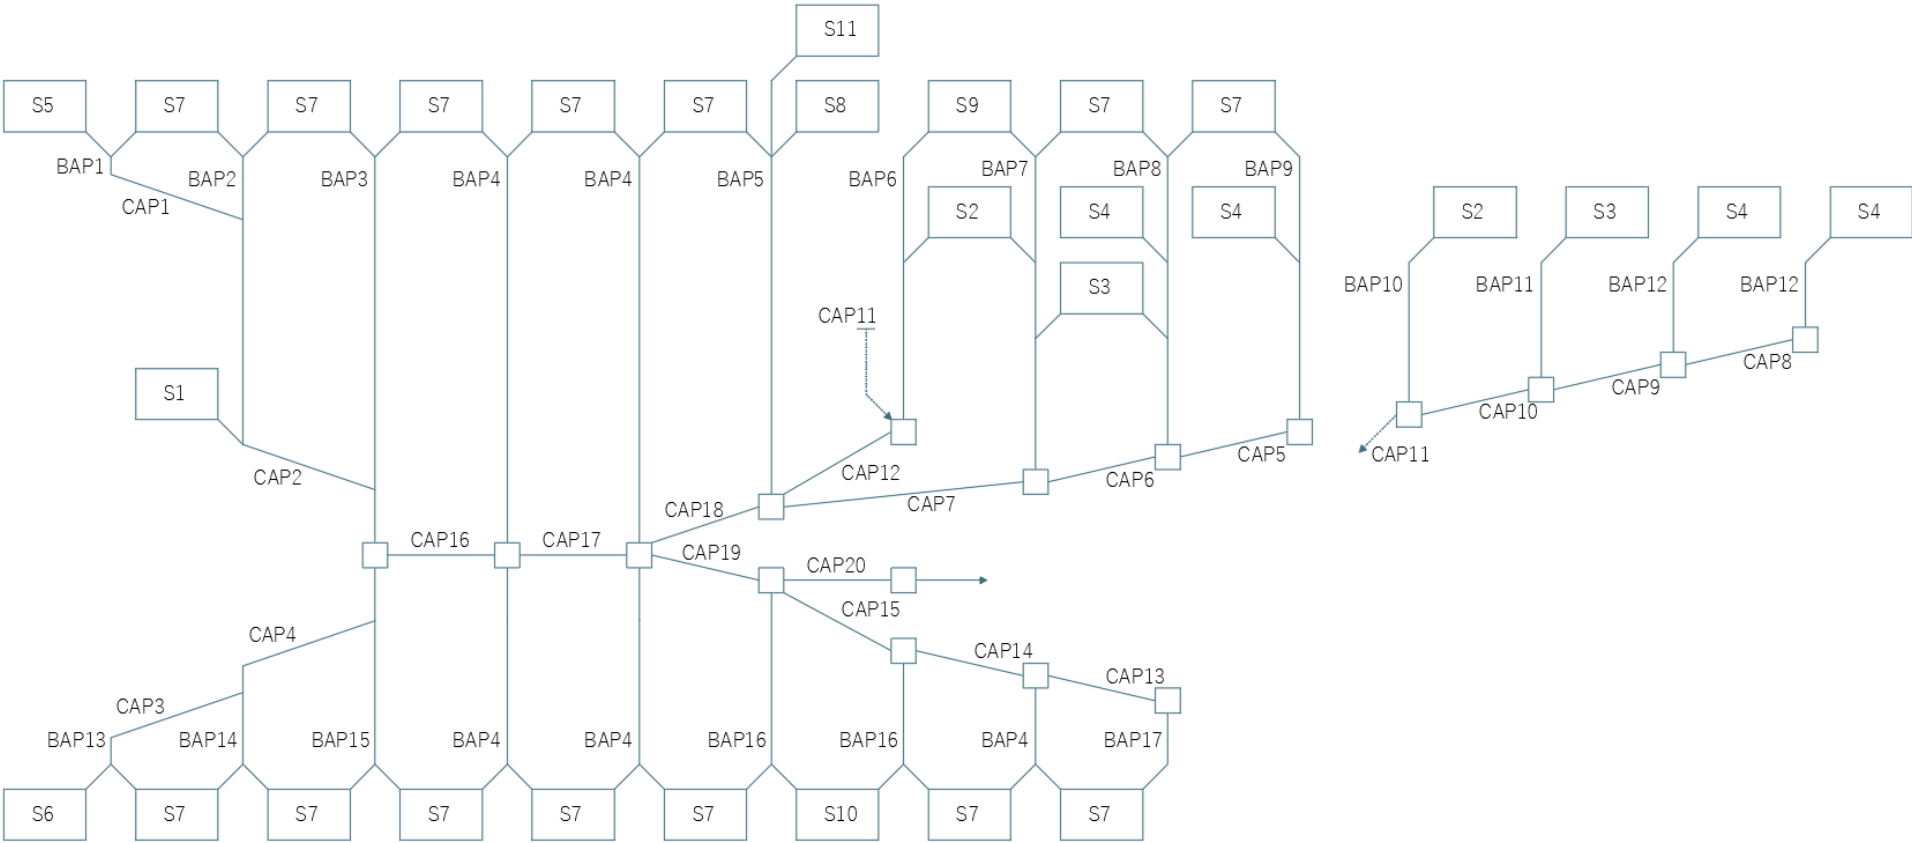 S11
S5
S7
S7
S7
S7
S7
S8
S9
S7
S7
BAP1
BAP2
BAP3
BAP4
BAP4
BAP5
BAP6
BAP7
BAP8
BAP9
CAP1
S2
S4
S4
S2
S3
S4
S4
S3
BAP10
BAP11
BAP12
BAP12
CAP11
CAP8
CAP9
CAP10
S1
CAP11
CAP5
CAP6
CAP12
CAP2
CAP7
CAP18
CAP16
CAP17
CAP19
CAP20
CAP15
CAP4
CAP14
CAP13
CAP3
BAP13
BAP14
BAP15
BAP4
BAP4
BAP16
BAP16
BAP4
BAP17
S6
S7
S7
S7
S7
S7
S10
S7
S7